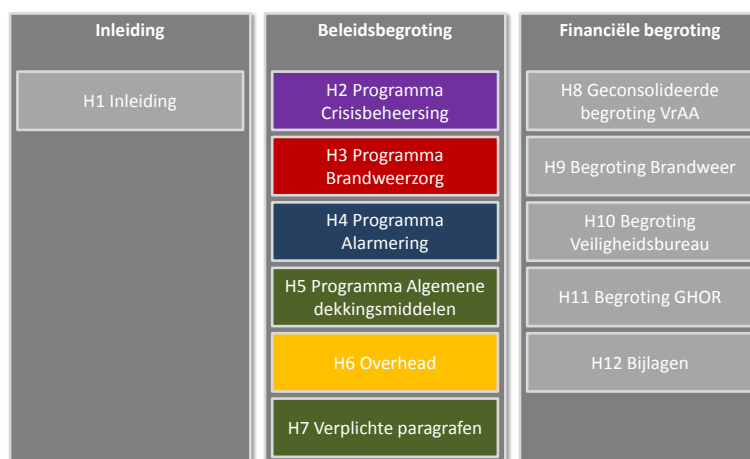 Inleiding
H1 Inleiding
Beleidsbegroting
H2 Programma
Crisisbeheersing
H3 Programma
Brandweerzorg
H4 Programma
Alarmering
H5 Programma Algemene
dekkingsmiddelen
H6 Overhead
H7 Verplichte paragrafen
Financiële begroting
H8 Geconsolideerde
begroting VrAA
H9 Begroting Brandweer
H10 Begroting
Veiligheidsbureau
H11 Begroting GHOR
H12 Bijlagen